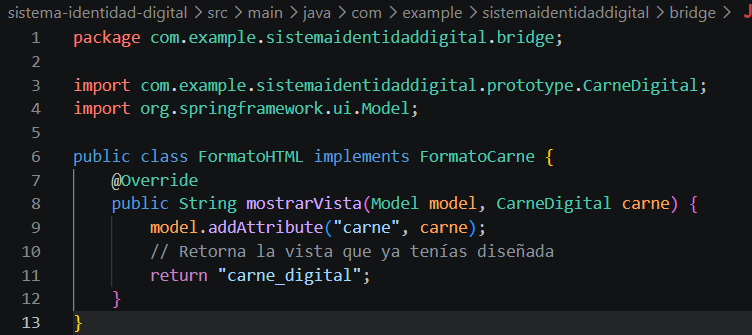 sistema-identidad-digital > src > main > java > com > example > sistemaidentidaddigital > bridge > J
1 package com.example.sistemaidentidaddigital.bridge;
2
3 import com.example.sistemaidentidaddigital.prototype.CarneDigital;
4 import org.springframework.ui.Model;
5
6 public class FormatoHTML implements FormatoCarne {
7     @Override
8     public String mostrarVista(Model model, CarneDigital carne) {
9         model.addAttribute("carne", carne);
10         // Retorna la vista que ya tenías diseñada
11         return "carne_digital";
12     }
13 }